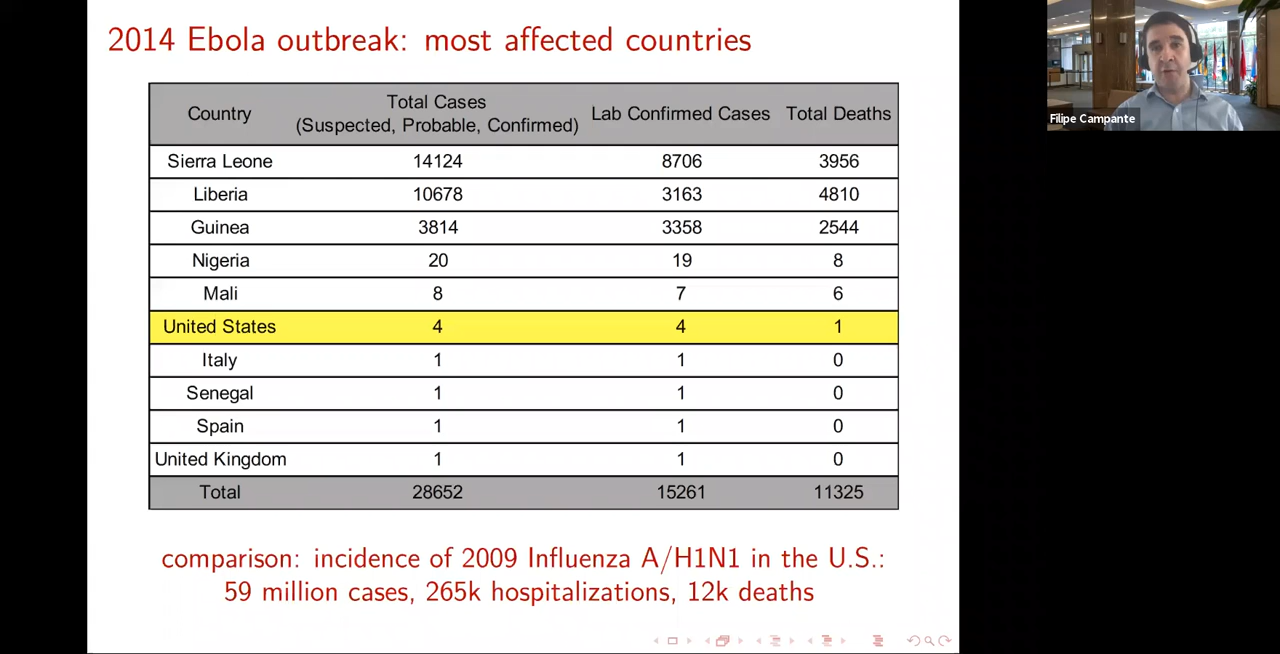 2014 Ebola outbreak: most affected countries
Country Total Cases (Suspected, Probable, Confirmed) Lab Confirmed Cases Total Deaths
Sierra Leone 14124 8706 3956
Liberia 10678 3163 4810
Guinea 3814 3358 2544
Nigeria 20 19 8
Mali 8 7 6
United States 4 4 1
Italy 1 1 0
Senegal 1 1 0
Spain 1 1 0
United Kingdom 1 1 0
Total 28652 15261 11325
comparison: incidence of 2009 Influenza A/H1N1 in the U.S.:
59 million cases, 265k hospitalizations, 12k deaths
Filipe Campante